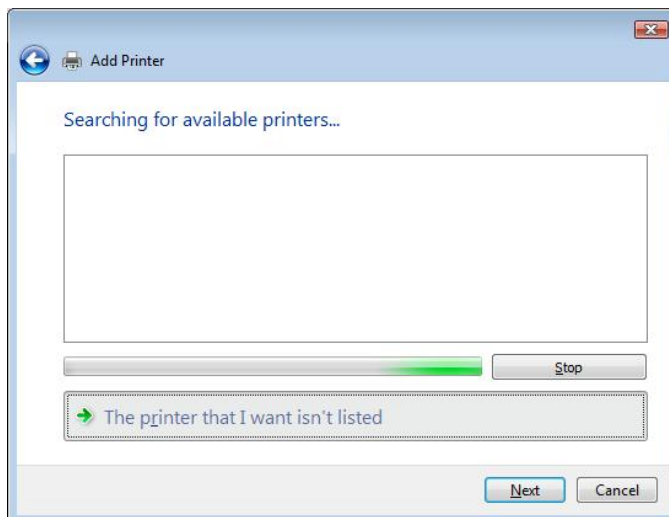 Add Printer
Searching for available printers...
Stop
The printer that I want isn't listed
Next
Cancel